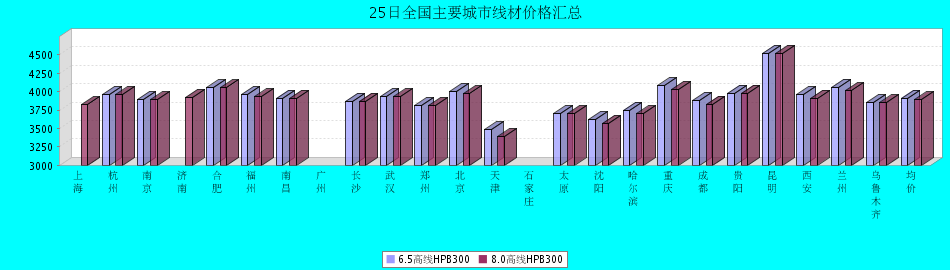 25日全国主要城市线材价格汇总
4500
4250
4000
3750
3500
3250
3000
上海
杭州
南京
济南
合肥
福州
南昌
广州
长沙
武汉
郑州
北京
天津
石家庄
太原
沈阳
哈尔滨
重庆
成都
贵阳
昆明
西安
兰州
乌鲁木齐
均价
6.5高线HPB300
8.0高线HPB300